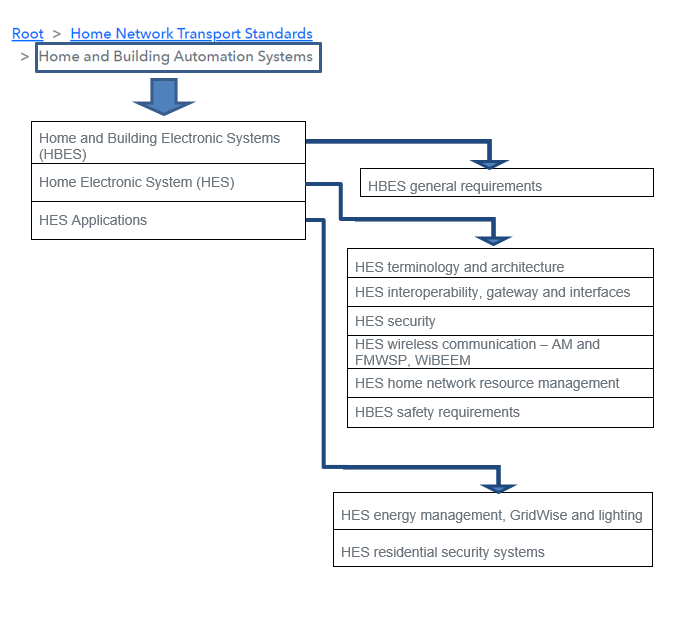 Root > Home Network Transport Standards
> Home and Building Automation Systems
Home and Building Electronic Systems
(HBES)
Home Electronic System (HES)
HES Applications
HBES general requirements
HES terminology and architecture
HES interoperability, gateway and interfaces
HES security
HES wireless communication – AM and
FMWSP, WiBEEM
HES home network resource management
HBES safety requirements
HES energy management, GridWise and lighting
HES residential security systems